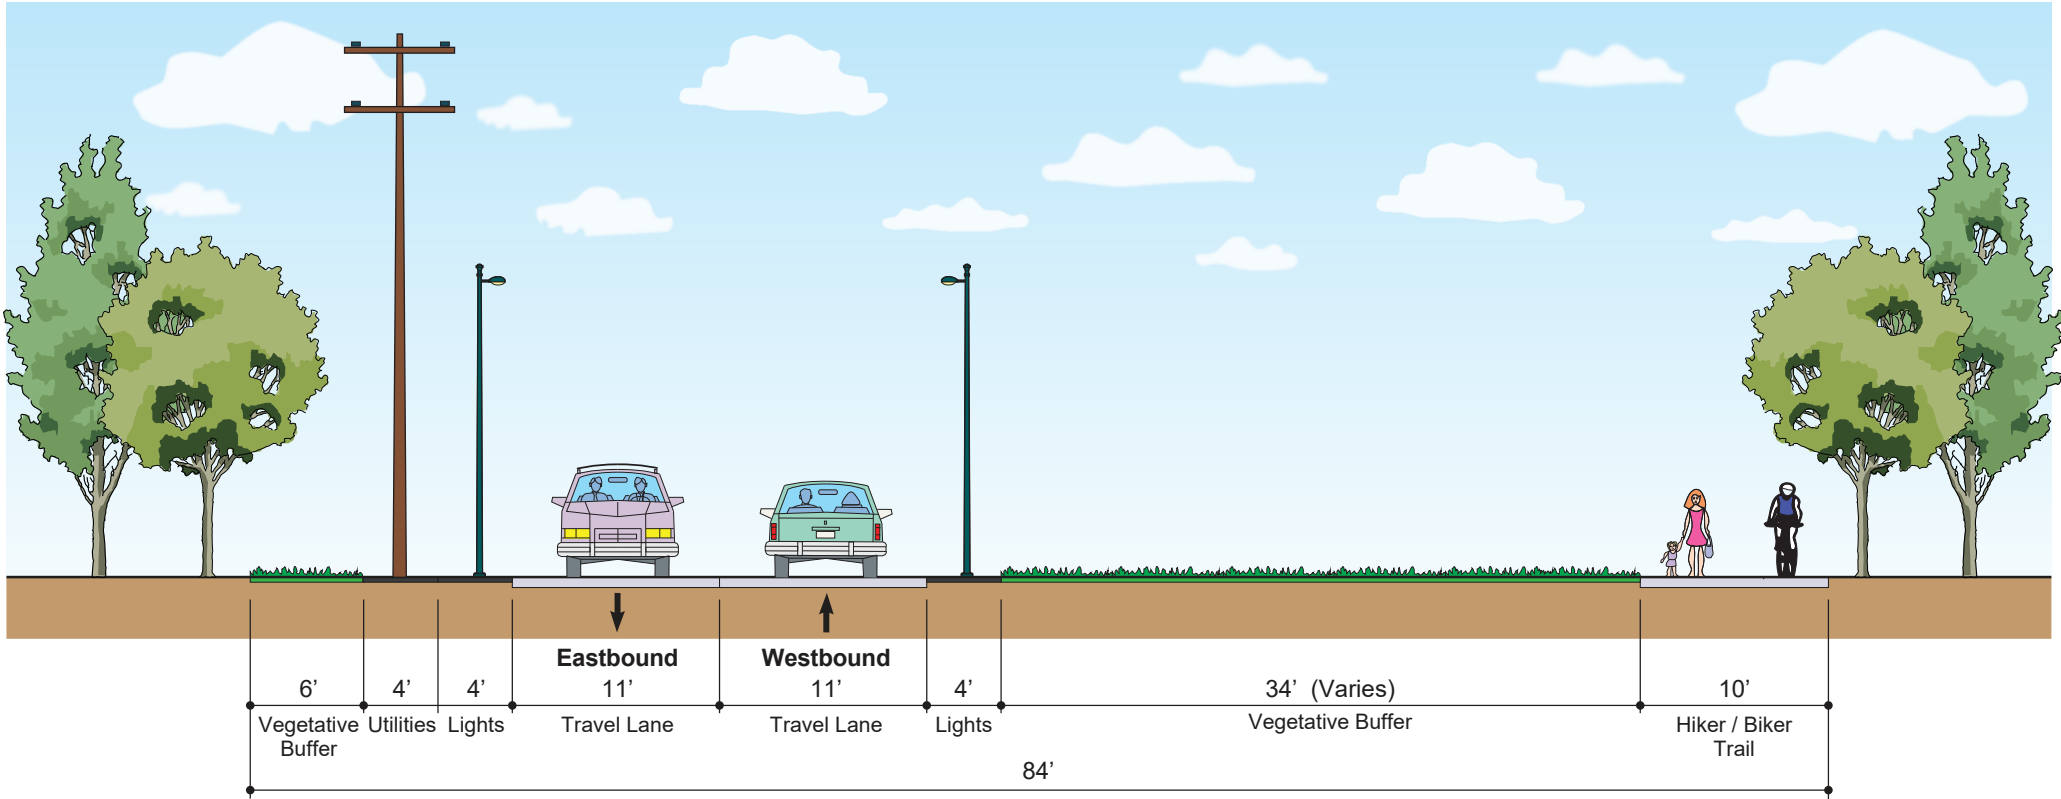 Eastbound
Westbound
6’
4’
4’
11’
11’
4’
34’ (Varies)
10’
Vegetative
Buffer
Utilities
Lights
Travel Lane
Travel Lane
Lights
Vegetative Buffer
Hiker / Biker
Trail
84’